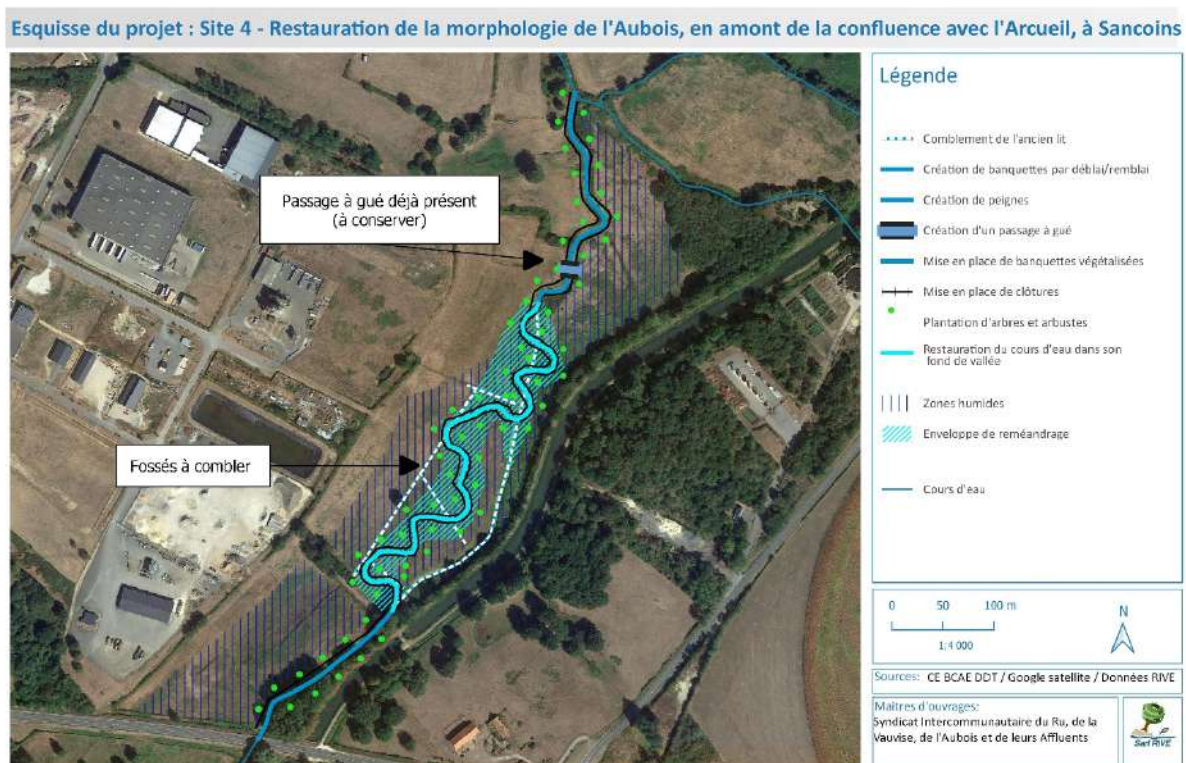 Esquisse du projet : Site 4 - Restauration de la morphologie de l'Aubois, en amont de la confluence avec l'Arcueil, à Sancoins
Passage à gué déjà présent
(à conserver)
Fossés à combler
Légende
Comblement de l'ancien lit
Création de banquettes par déblai/remblai
Création de peignes
Création d'un passage à gué
Mise en place de banquettes végétalisées
Mise en place de clôtures
Plantation d'arbres et arbustes
Restauration du cours d'eau dans son
fond de vallée
Zones humides
Enveloppe de reméandrage
Cours d'eau
0 50 100 m
1:4 000
N
Sources: CE BCAE DDT / Google satellite / Données RIVE
Maîtres d'ouvrages:
Syndicat Intercommunautaire du Ru, de la
Vauvise, de l'Aubois et de leurs Affluents
Sarl RIVE